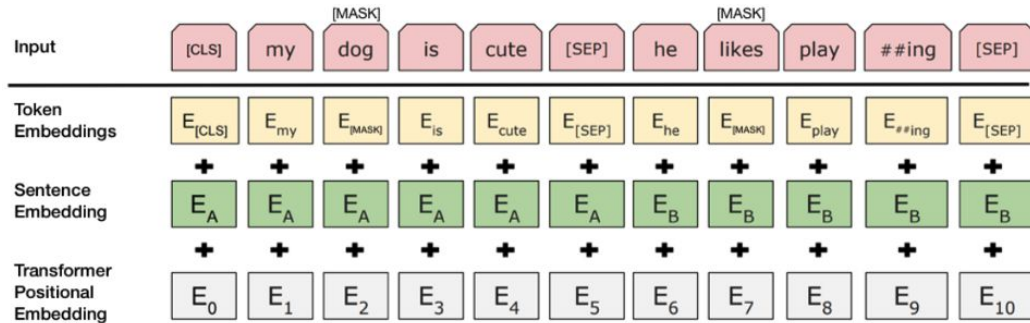 [MASK] [MASK]
Input [CLS] my dog is cute [SEP] he likes play ##ing [SEP]
Token Embeddings E[CLS] Emy E[MASK] Eis Ecute E[SEP] Ehe E[MASK] Eplay E##ing E[SEP]
+ + + + + + + + + + +
Sentence Embedding EA EA EA EA EA EA EB EB EB EB EB
+ + + + + + + + + + +
Transformer Positional Embedding E0 E1 E2 E3 E4 E5 E6 E7 E8 E9 E10